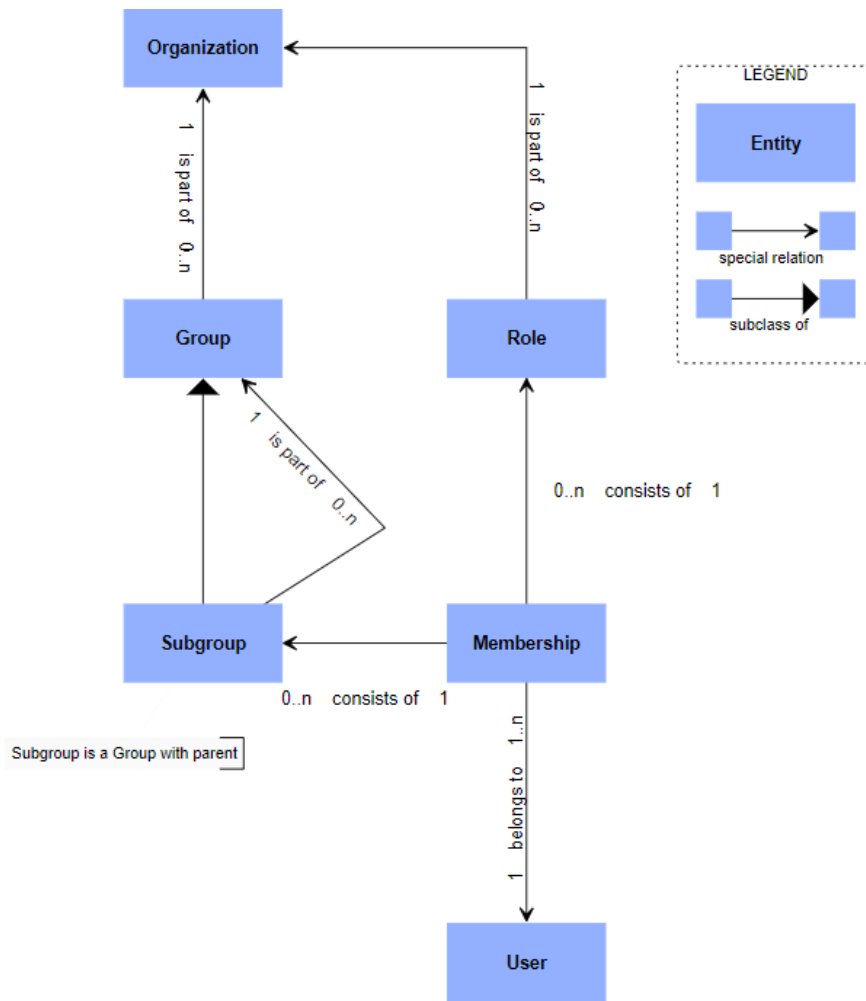 Organization
LEGEND
Entity
special relation
subclass of
1 is part of 0..n
1 is part of 0..n
Group
Role
1 is part of 0..n
0..n consists of 1
Subgroup
Membership
0..n consists of 1
Subgroup is a Group with parent
1 belongs to 1..n
User